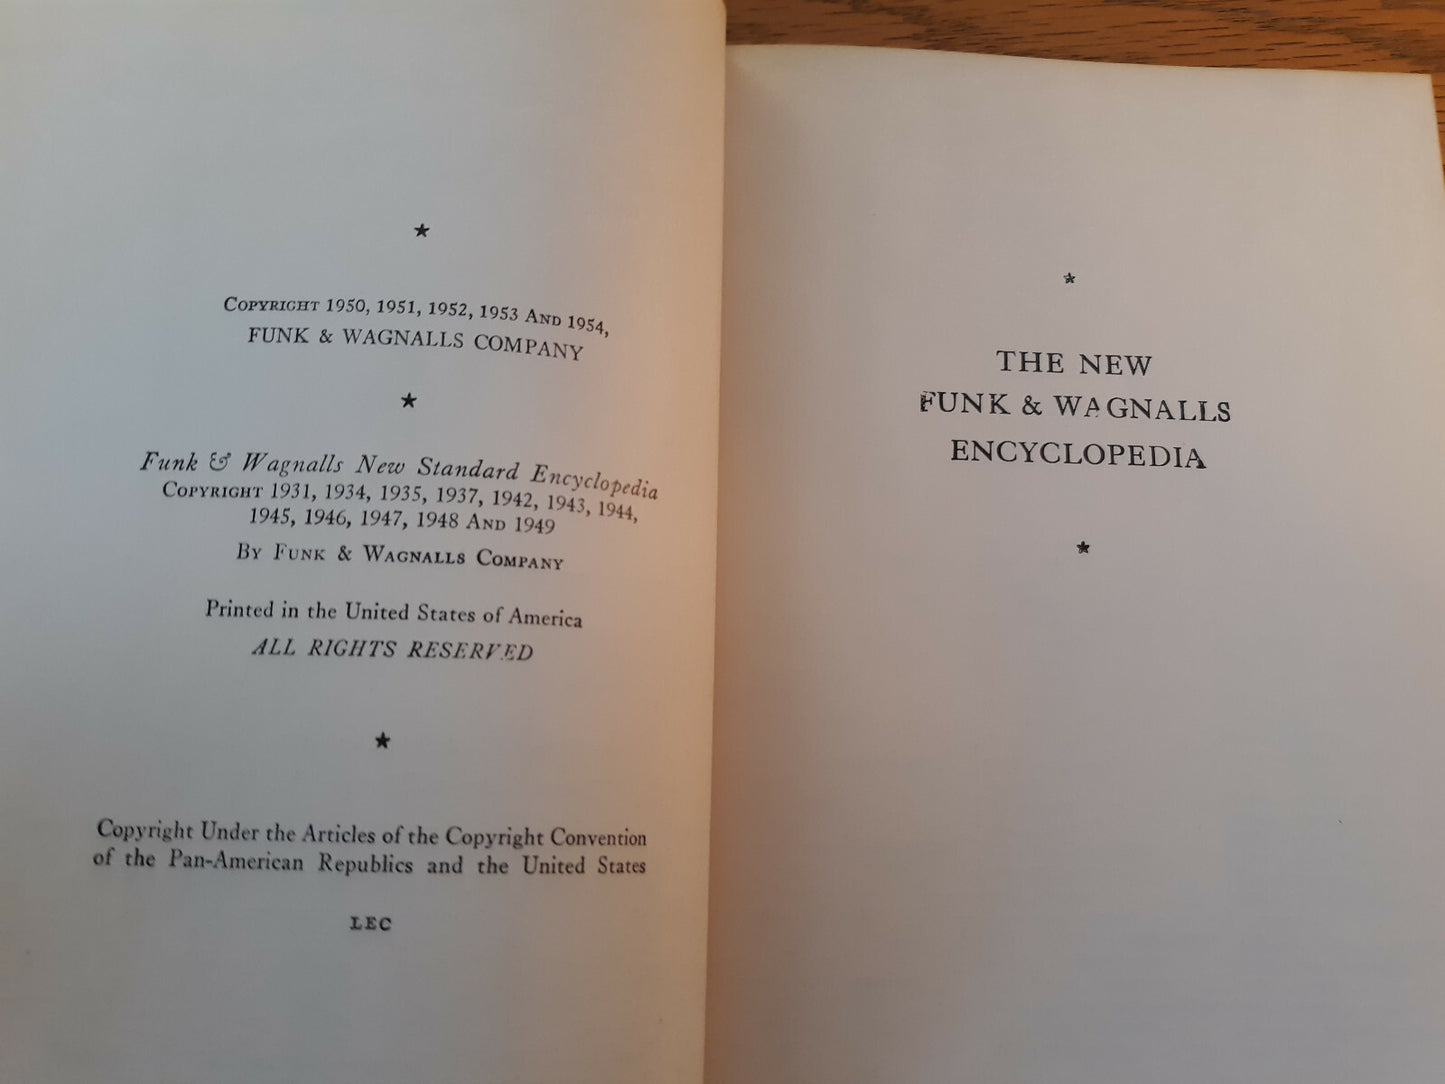 Copyright 1950, 1951, 1952, 1953 And 1954,
FUNK & WAGNALLS COMPANY
Funk & Wagnalls New Standard Encyclopedia
Copyright 1931, 1934, 1935, 1937, 1942, 1943, 1944,
1945, 1946, 1947, 1948 And 1949
By Funk & Wagnalls Company
Printed in the United States of America
ALL RIGHTS RESERVED
Copyright Under the Articles of the Copyright Convention
of the Pan-American Republics and the United States
LEC
THE NEW
FUNK & WAGNALLS
ENCYCLOPEDIA